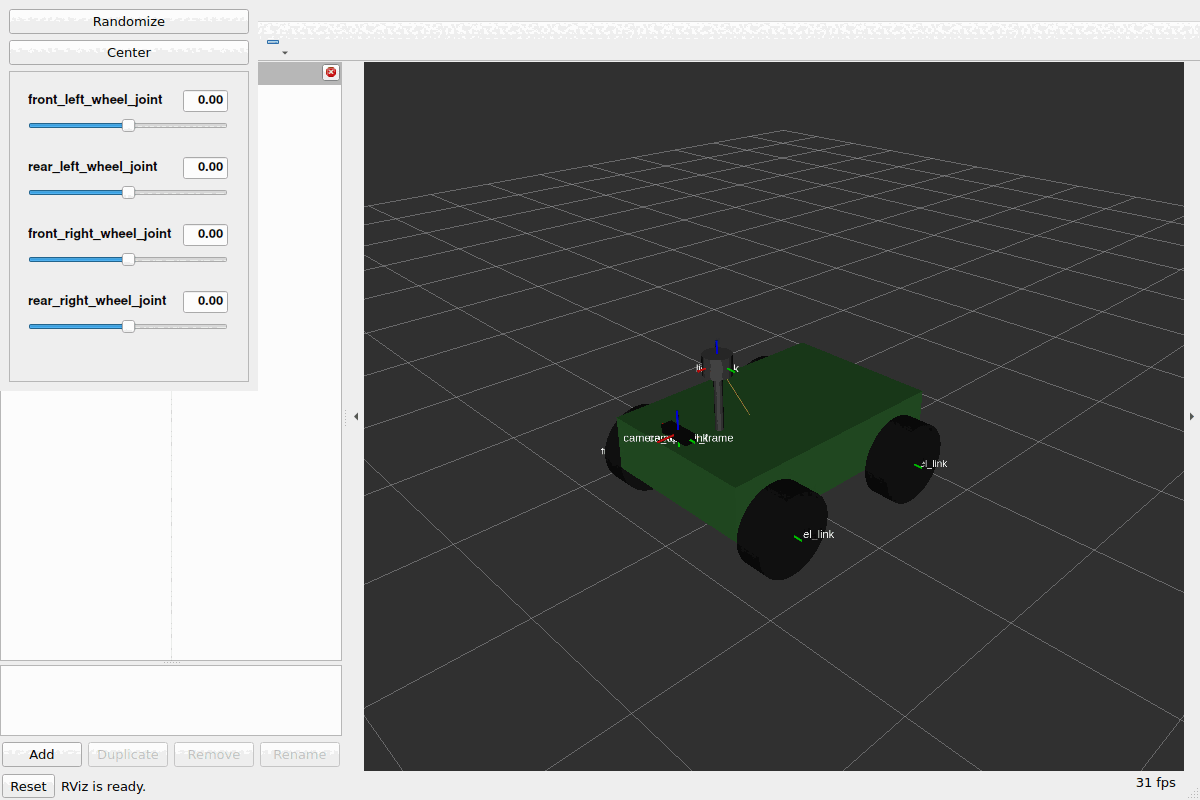 Randomize
Center
front_left_wheel_joint 0.00
rear_left_wheel_joint 0.00
front_right_wheel_joint 0.00
rear_right_wheel_joint 0.00
k
frame
el_link
el_link
Add Duplicate Remove Rename
Reset RViz is ready.
31 fps